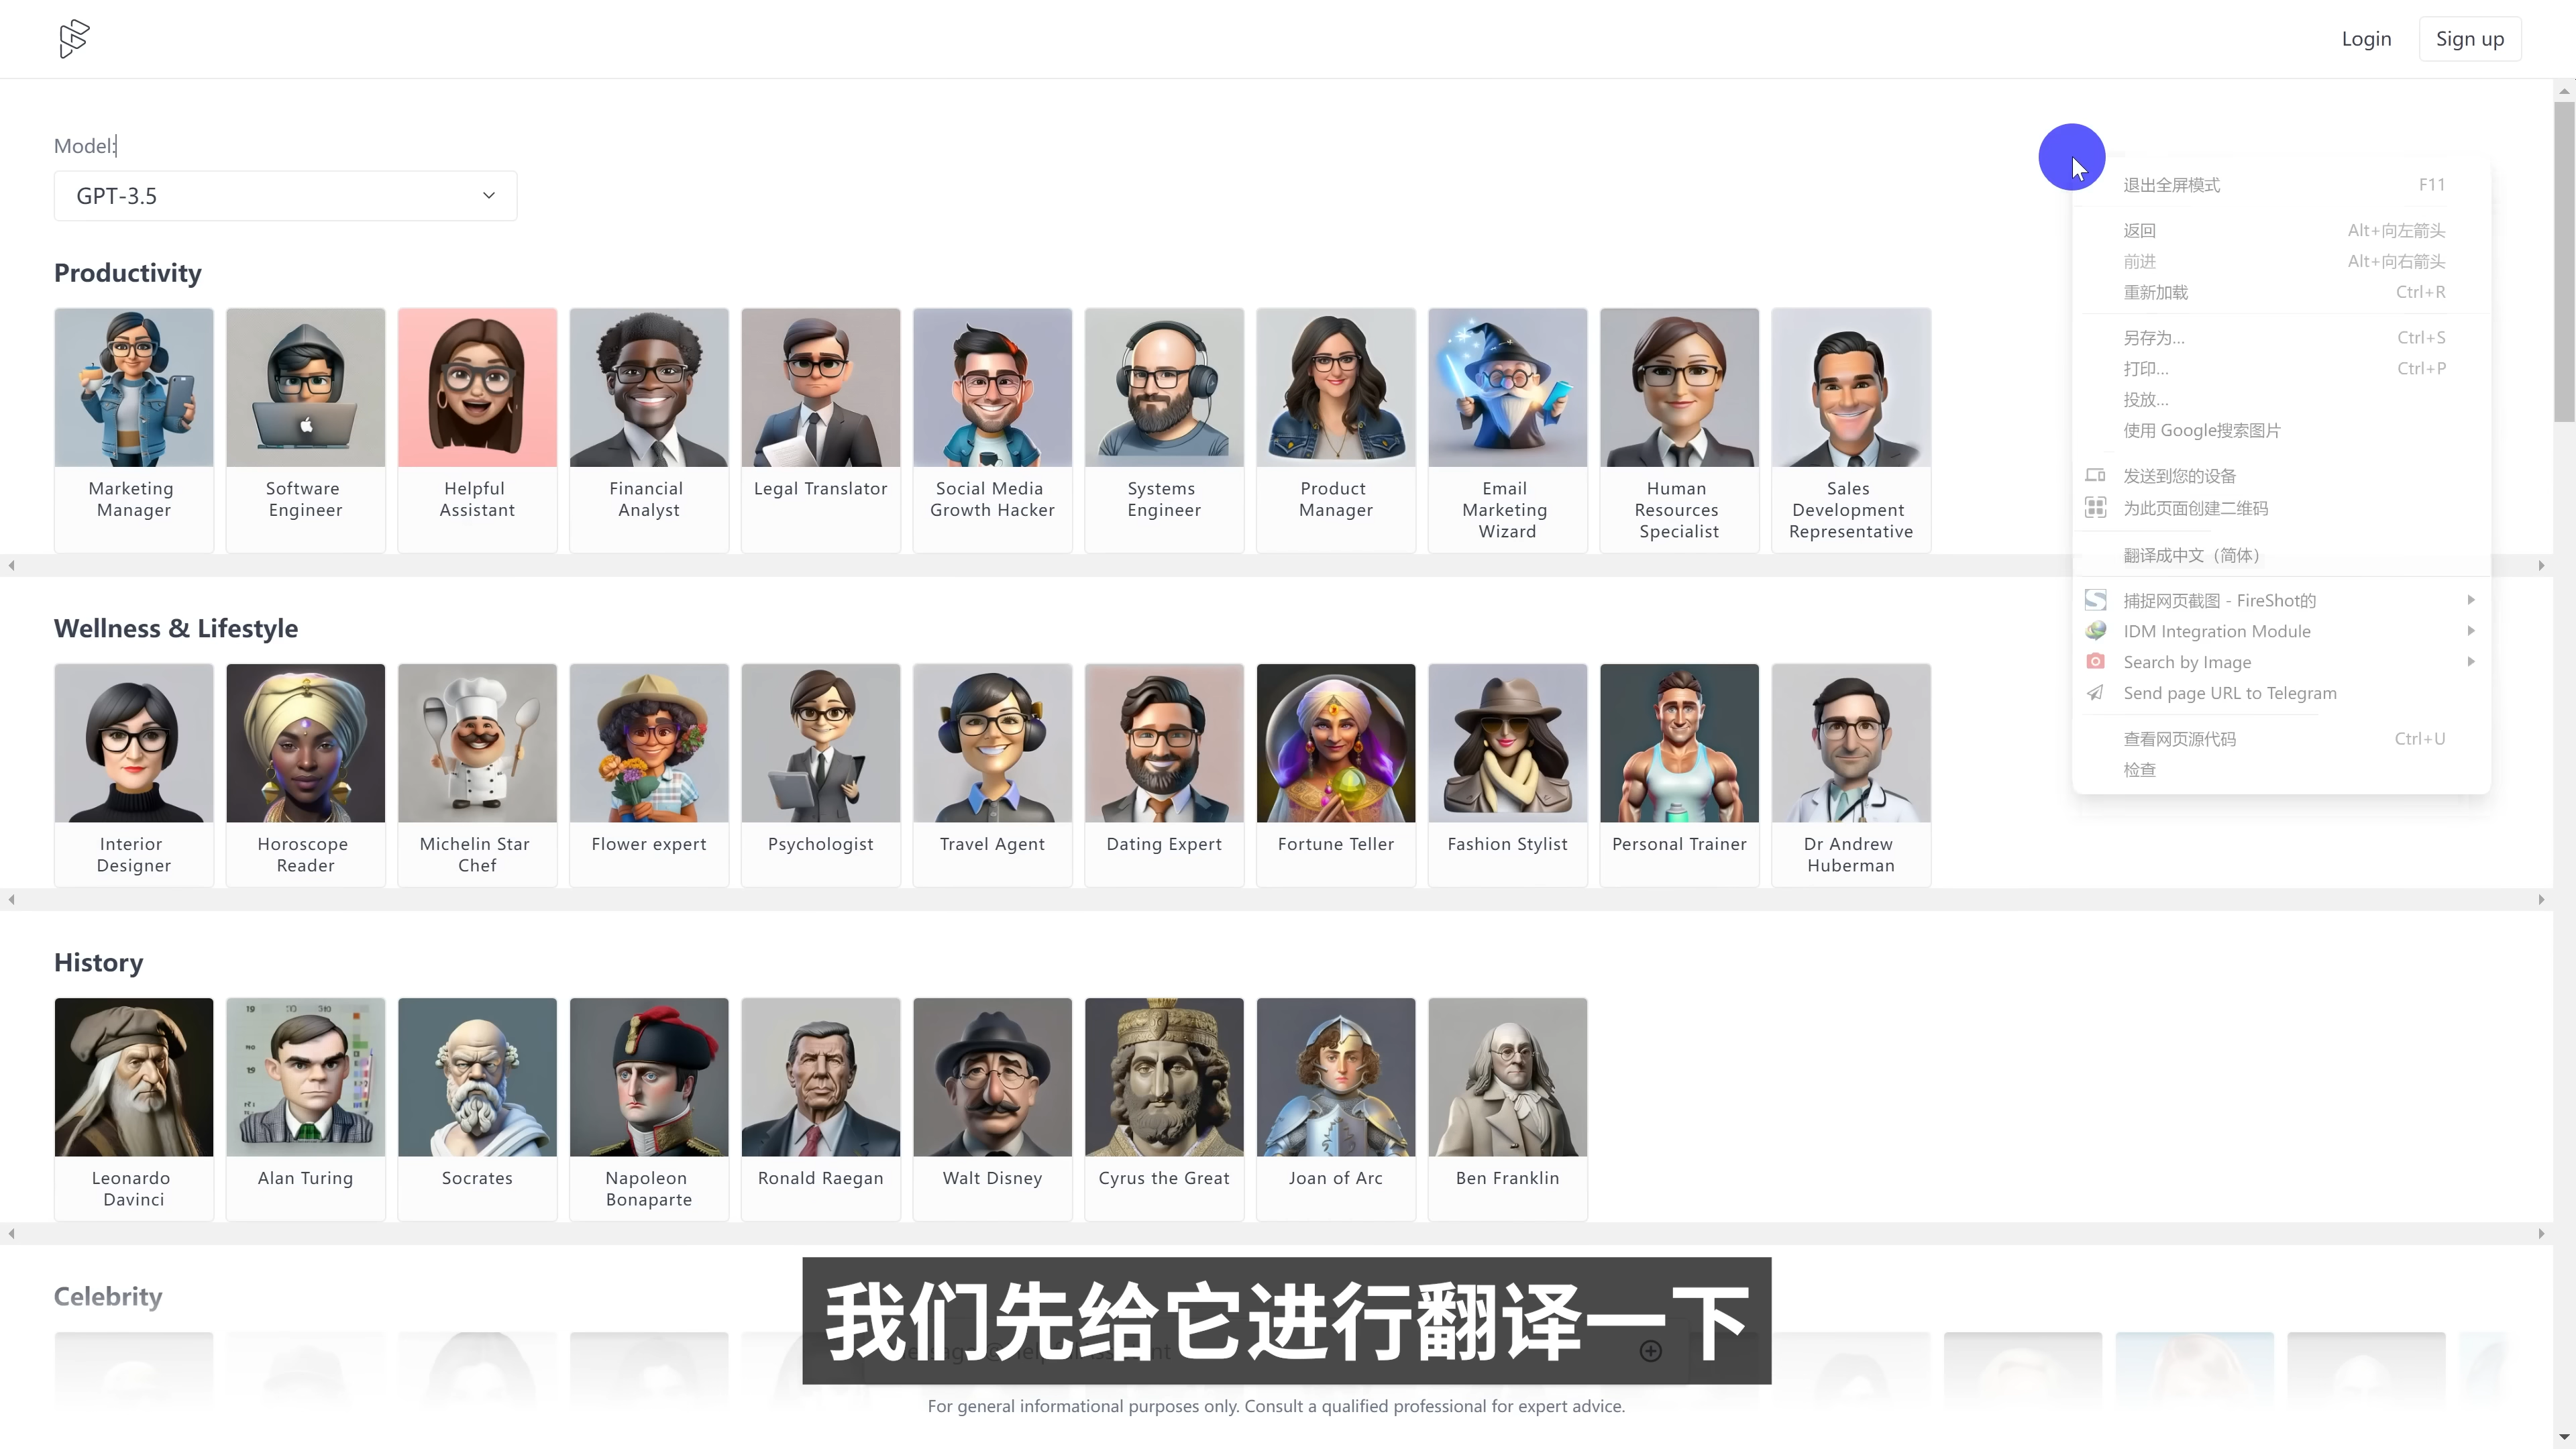 Login
Sign up
Model:
GPT-3.5
Productivity
Marketing
Manager
Software
Engineer
Helpful
Assistant
Financial
Analyst
Legal Translator
Social Media
Growth Hacker
Systems
Engineer
Product
Manager
Email
Marketing
Wizard
Human
Resources
Specialist
Sales
Development
Representative
退出全屏模式 F11
返回 Alt+向左箭头
前进 Alt+向右箭头
重新加载 Ctrl+R
另存为... Ctrl+S
打印... Ctrl+P
投放...
使用 Google搜索图片
发送到您的设备
为此页面创建二维码
翻译成中文（简体）
捕捉网页截图 - FireShot的
IDM Integration Module
Search by Image
Send page URL to Telegram
查看网页源代码 Ctrl+U
检查
Wellness & Lifestyle
Interior
Designer
Horoscope
Reader
Michelin Star
Chef
Flower expert
Psychologist
Travel Agent
Dating Expert
Fortune Teller
Fashion Stylist
Personal Trainer
Dr Andrew
Huberman
History
Leonardo
Davinci
Alan Turing
Socrates
Napoleon
Bonaparte
Ronald Raegan
Walt Disney
Cyrus the Great
Joan of Arc
Ben Franklin
Celebrity
我们先给它进行翻译一下
For general informational purposes only. Consult a qualified professional for expert advice.